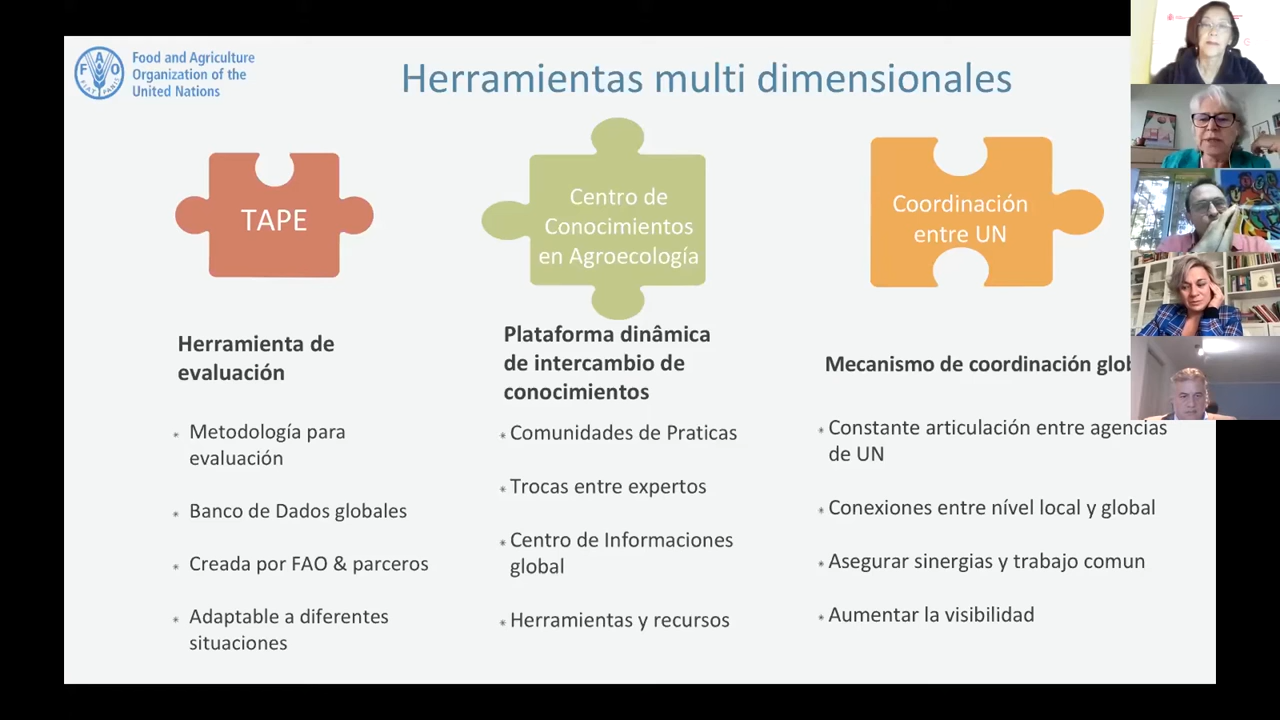 Food and Agriculture
Organization of the
United Nations
Herramientas multi dimensionales
TAPE
Centro de
Conocimientos
en Agroecología
Coordinación
entre UN
Herramienta de
evaluación
* Metodología para
evaluación
* Banco de Dados globales
* Creada por FAO & parceros
* Adaptable a diferentes
situaciones
Plataforma dinâmica
de intercambio de
conocimientos
* Comunidades de Praticas
* Trocas entre expertos
* Centro de Informaciones
global
* Herramientas y recursos
Mecanismo de coordinación glob
* Constante articulación entre agencias
de UN
* Conexiones entre nível local y global
* Asegurar sinergias y trabajo comun
* Aumentar la visibilidad